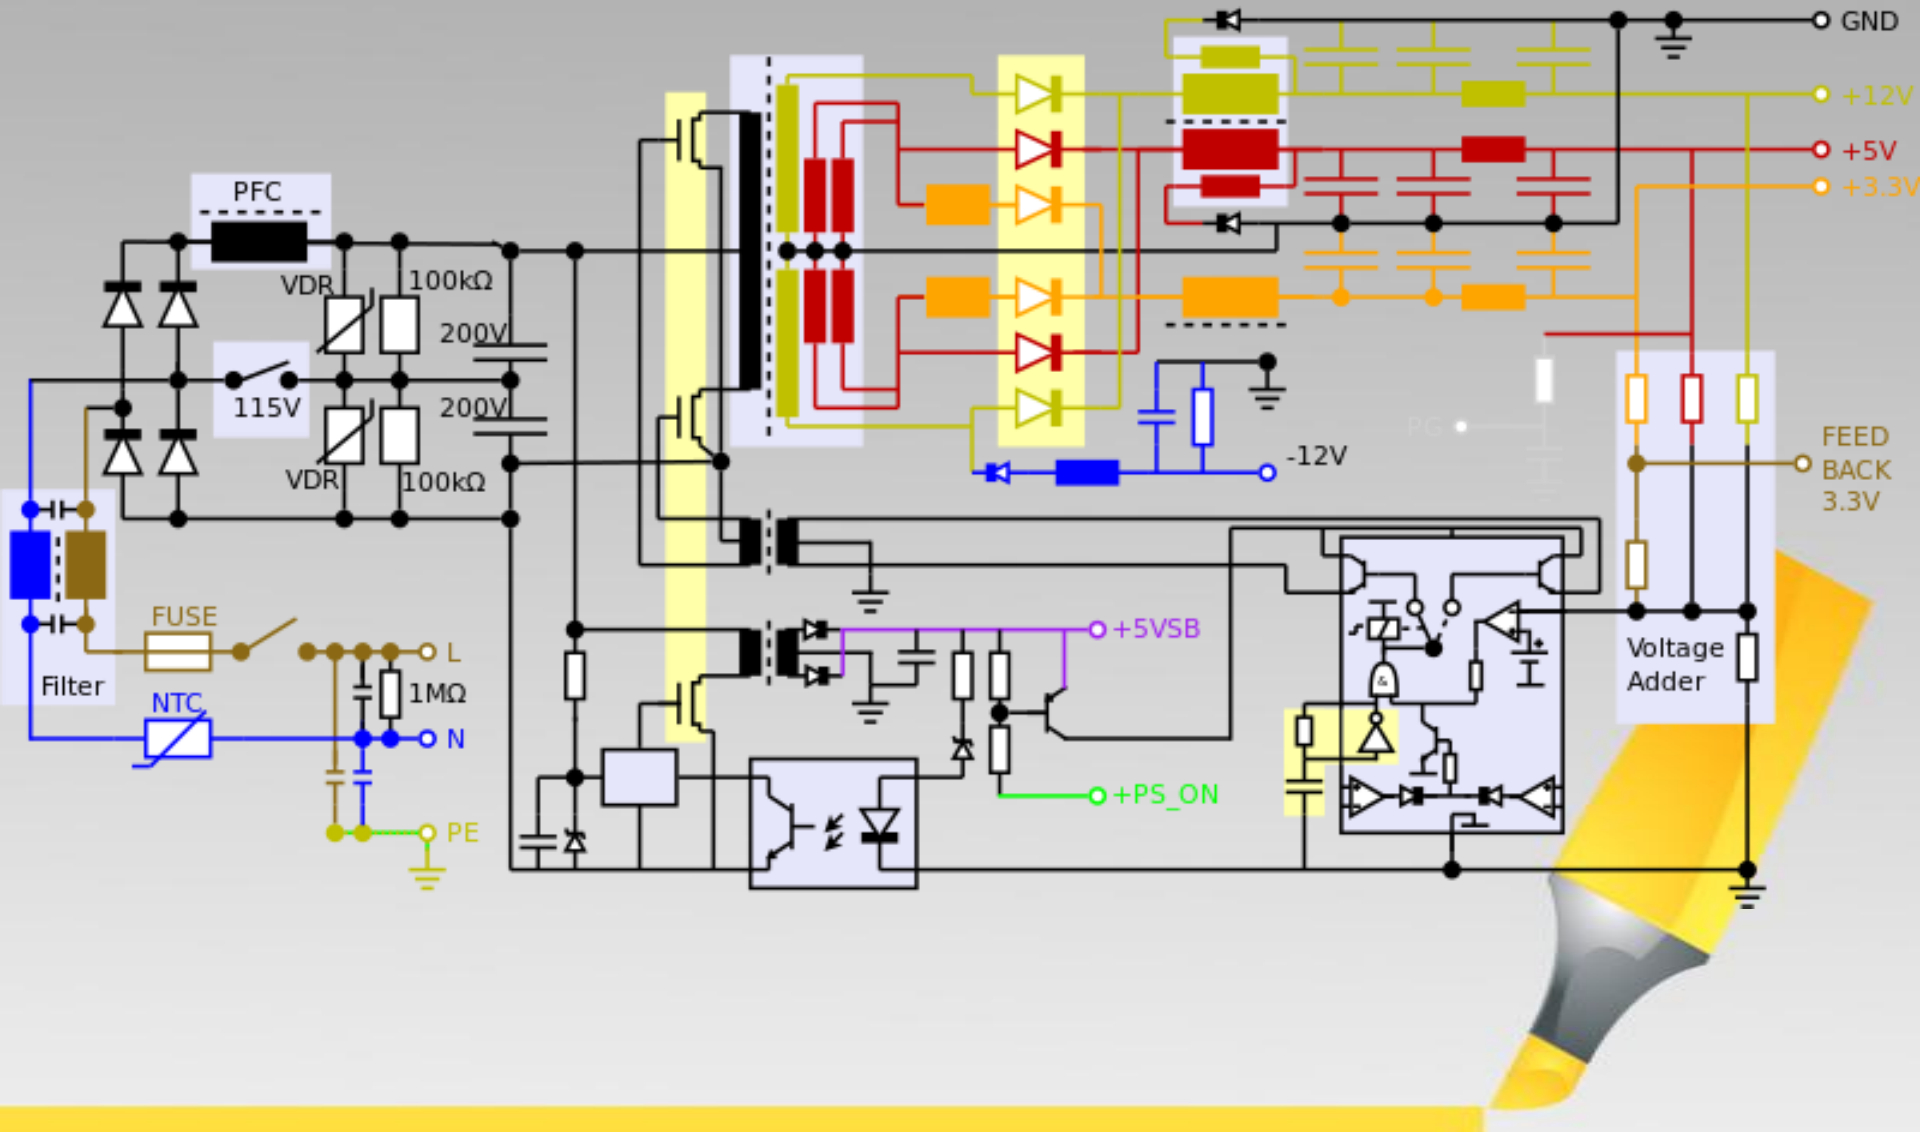 GND
+12V
+5V
+3.3V
PFC
VDR
100kΩ
200V
115V
200V
VDR
100kΩ
-12V
PG
FEED
BACK
3.3V
FUSE
L
Filter
NTC
1MΩ
N
+5VSB
Voltage
Adder
&
+PS_ON
PE